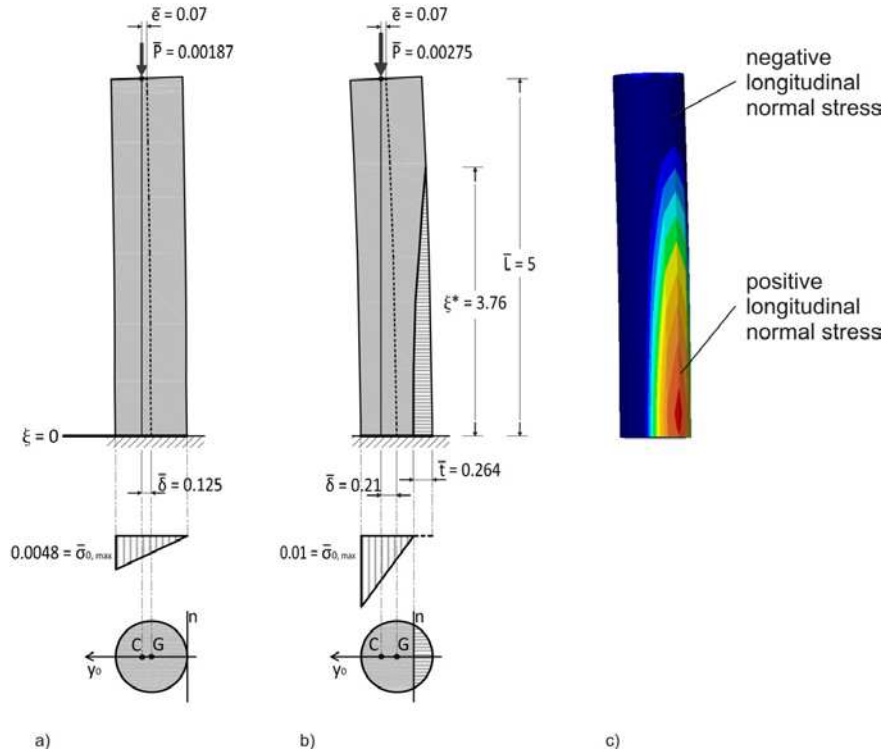 ē = 0.07
P̄ = 0.00187
ξ = 0
δ̄ = 0.125
0.0048 = σ̄0, max
n
C G
y0
a)
ē = 0.07
P̄ = 0.00275
L̄ = 5
ξ* = 3.76
t̄ = 0.264
δ̄ = 0.21
0.01 = σ̄0, max
n
C G
y0
b)
negative
longitudinal
normal stress
positive
longitudinal
normal stress
c)